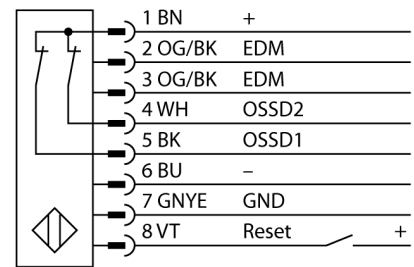 1 BN +
2 OG/BK EDM
3 OG/BK EDM
4 WH OSSD2
5 BK OSSD1
6 BU –
7 GNYE GND
8 VT Reset +